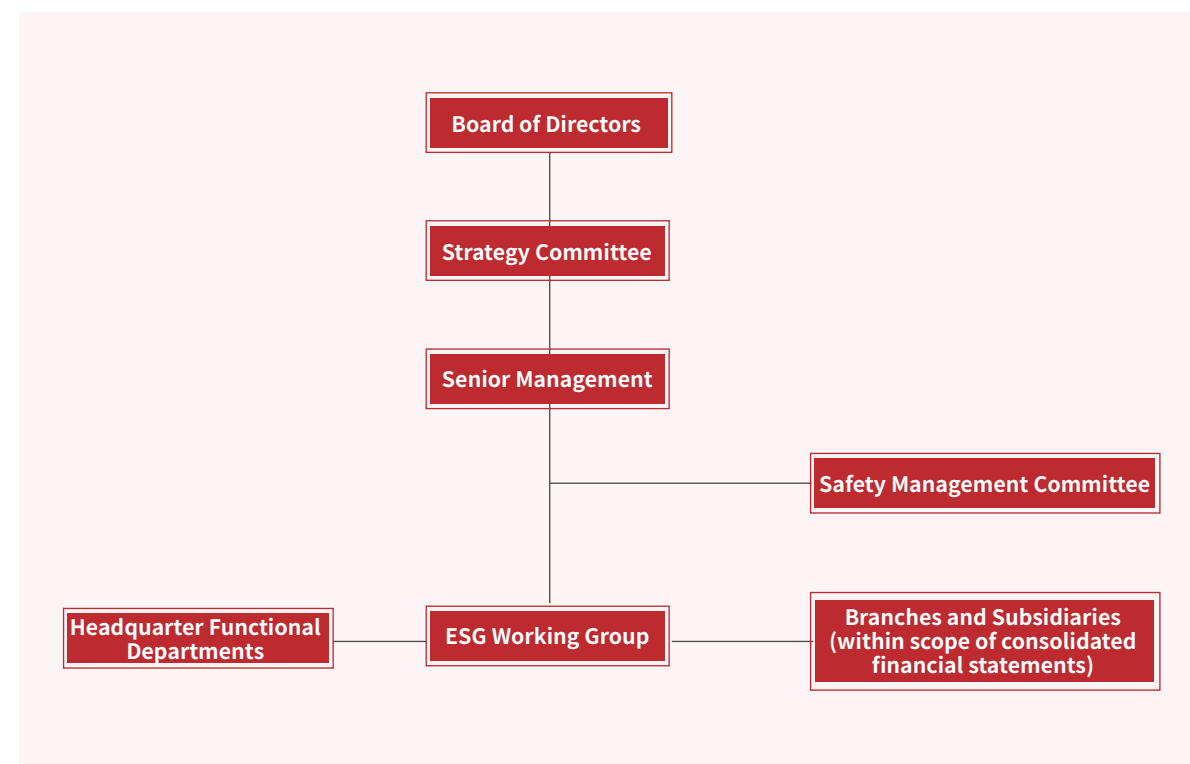 Board of Directors
Strategy Committee
Senior Management
Safety Management Committee
Headquarter Functional
Departments
ESG Working Group
Branches and Subsidiaries
(within scope of consolidated
financial statements)